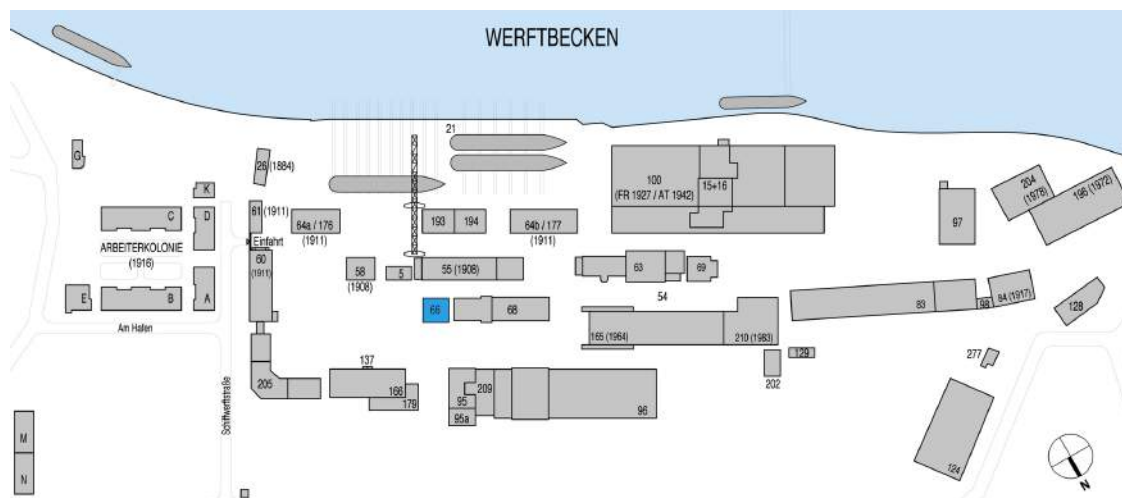 WERFTBECKEN
21
G
26 (1884)
K
C
D
61 (1911)
Einfahrt
64a / 176
(1911)
193
194
64b / 177
(1911)
100
(FR 1927 / AT 1942)
15+16
97
204
(1978)
196 (1972)
ARBEITERKOLONIE
(1916)
60
(1911)
58
(1908)
5
55 (1908)
63
69
54
E
B
A
66
68
83
98
84 (1917)
128
Am Hafen
165 (1964)
210 (1983)
129
202
277
137
205
166
179
95
95a
209
96
124
Schiffwerftstraße
M
N
N